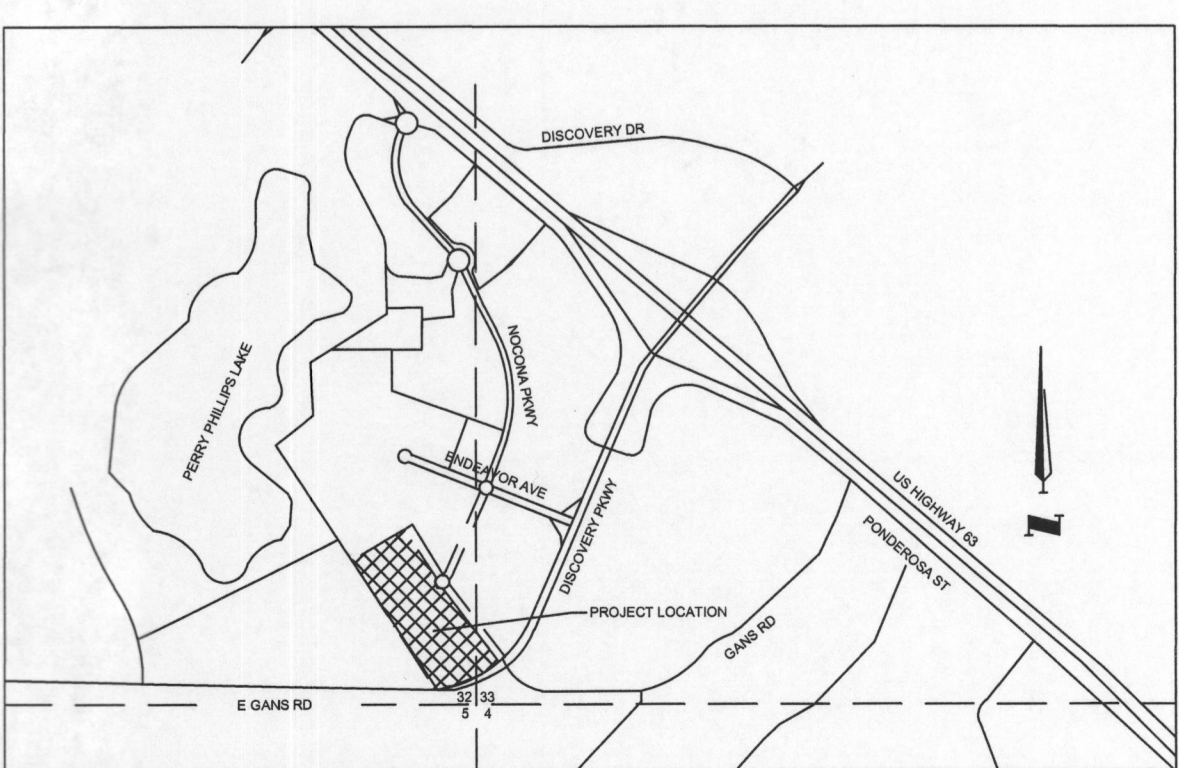 DISCOVERY DR
NOCONA PKWY
PERRY PHILLIPS LAKE
ENDEAVOR AVE
DISCOVERY PKWY
US HIGHWAY 63
PONDEROSA ST
N
PROJECT LOCATION
GANS RD
E GANS RD
32 33
5 4